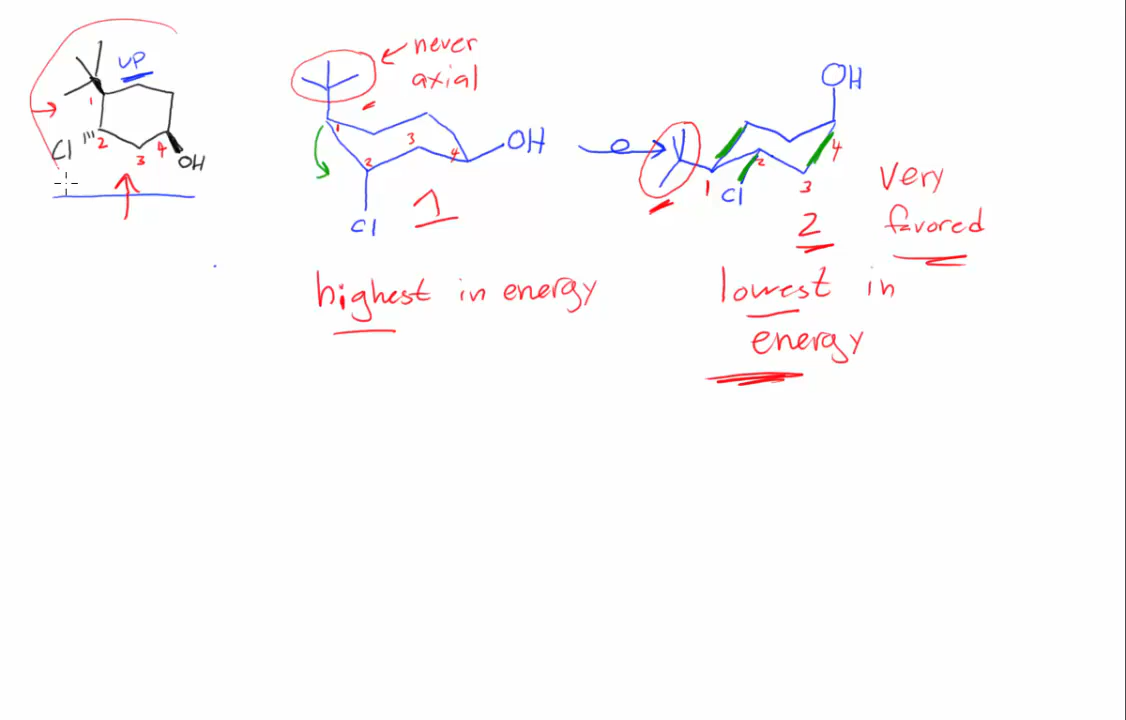 UP
1
Cl
2
3
4
OH
never
axial
1
2
3
4
OH
Cl
1
highest in energy
OH
1
2
3
4
Cl
2
Very
favored
lowest in
energy